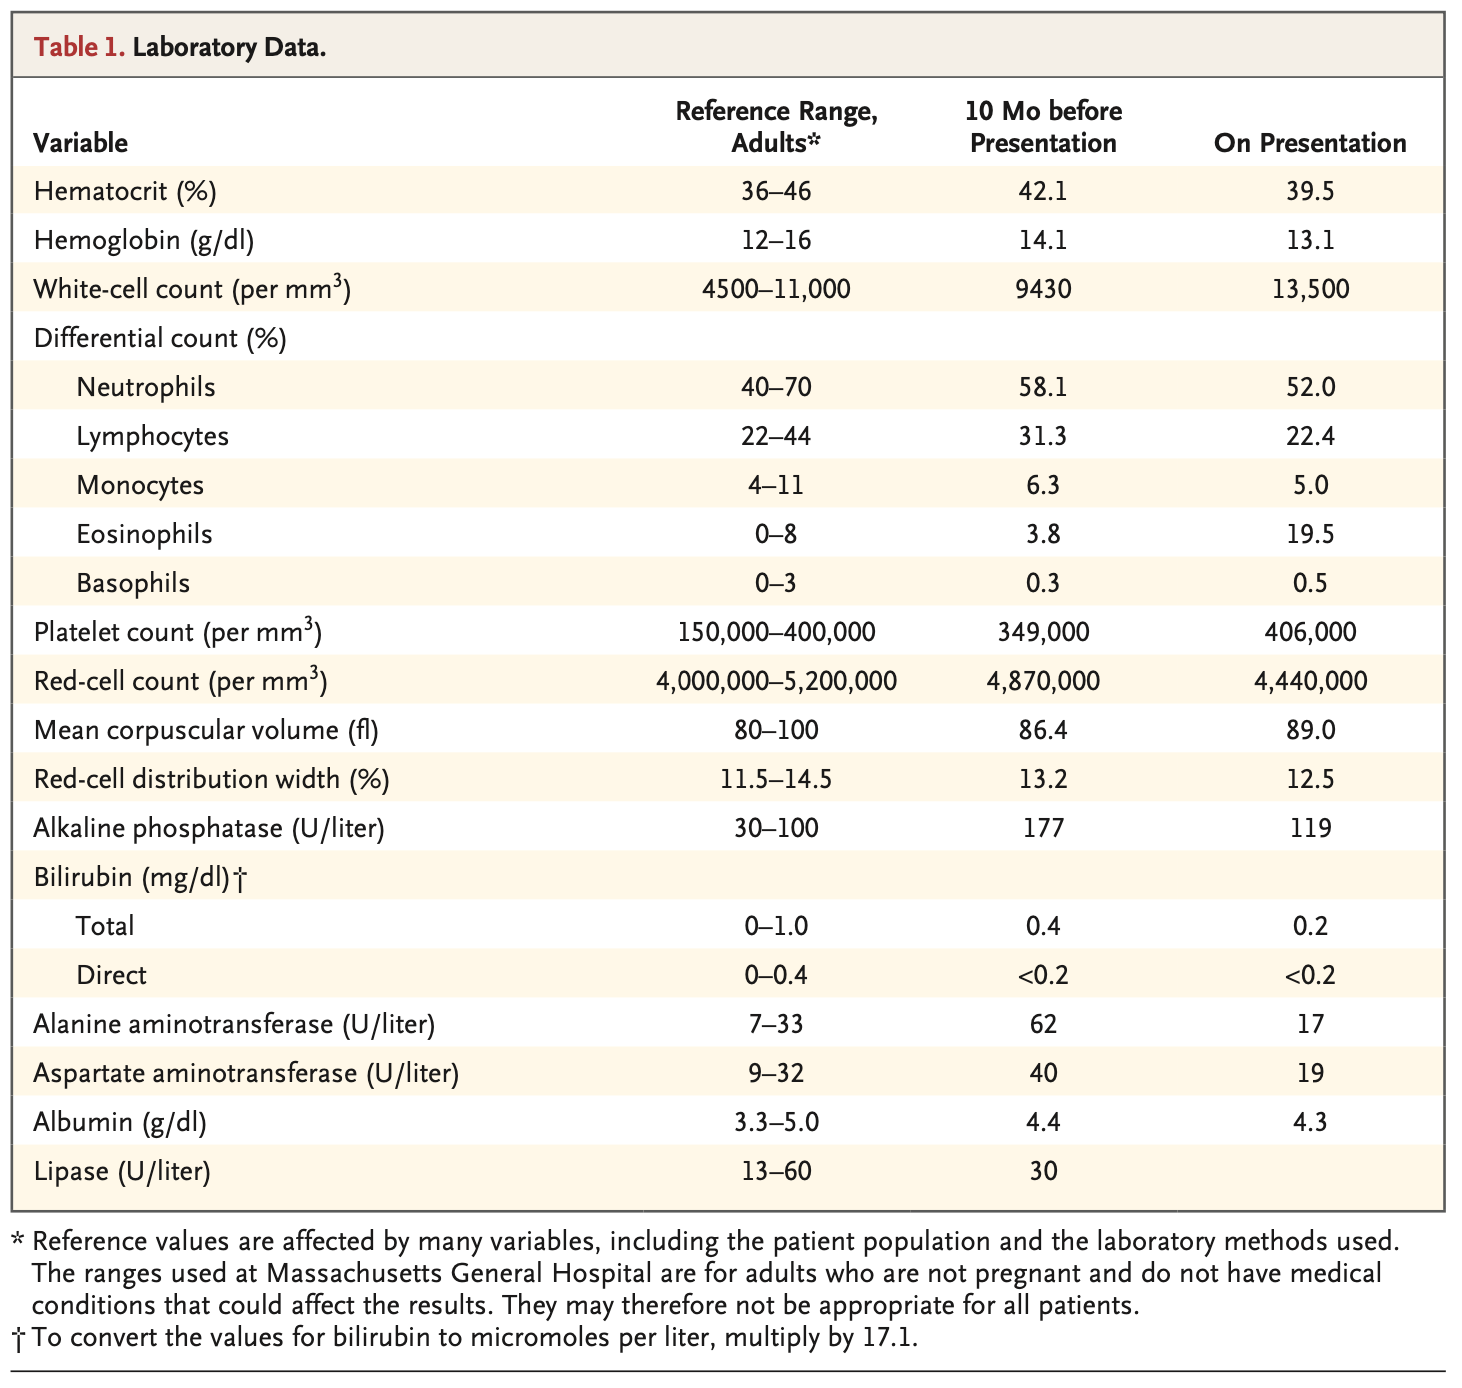 Table 1. Laboratory Data.
Variable Reference Range, Adults* 10 Mo before Presentation On Presentation
Hematocrit (%) 36–46 42.1 39.5
Hemoglobin (g/dl) 12–16 14.1 13.1
White-cell count (per mm³) 4500–11,000 9430 13,500
Differential count (%)
Neutrophils 40–70 58.1 52.0
Lymphocytes 22–44 31.3 22.4
Monocytes 4–11 6.3 5.0
Eosinophils 0–8 3.8 19.5
Basophils 0–3 0.3 0.5
Platelet count (per mm³) 150,000–400,000 349,000 406,000
Red-cell count (per mm³) 4,000,000–5,200,000 4,870,000 4,440,000
Mean corpuscular volume (fl) 80–100 86.4 89.0
Red-cell distribution width (%) 11.5–14.5 13.2 12.5
Alkaline phosphatase (U/liter) 30–100 177 119
Bilirubin (mg/dl)†
Total 0–1.0 0.4 0.2
Direct 0–0.4 <0.2 <0.2
Alanine aminotransferase (U/liter) 7–33 62 17
Aspartate aminotransferase (U/liter) 9–32 40 19
Albumin (g/dl) 3.3–5.0 4.4 4.3
Lipase (U/liter) 13–60 30
* Reference values are affected by many variables, including the patient population and the laboratory methods used.
The ranges used at Massachusetts General Hospital are for adults who are not pregnant and do not have medical
conditions that could affect the results. They may therefore not be appropriate for all patients.
† To convert the values for bilirubin to micromoles per liter, multiply by 17.1.